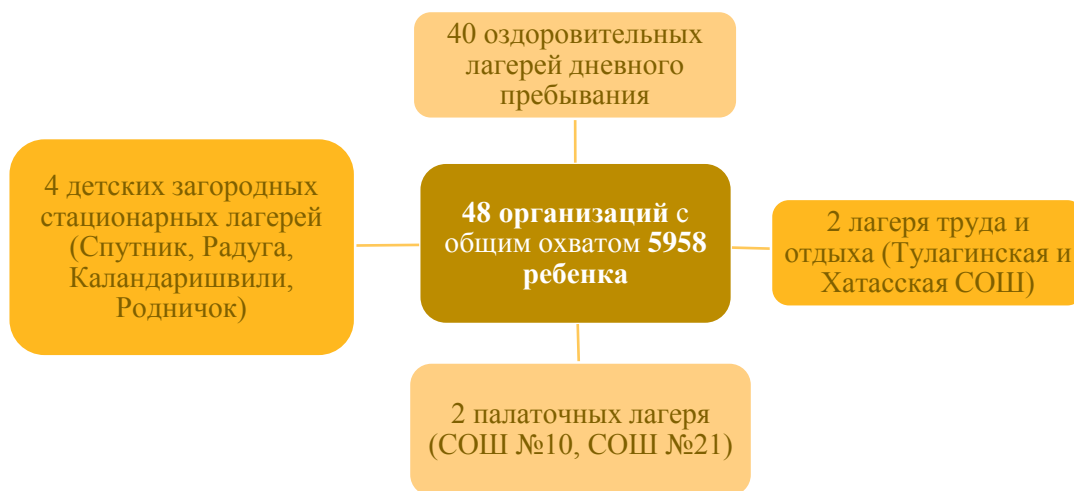 40 оздоровительных
лагерей дневного
пребывания
4 детских загородных
стационарных лагерей
(Спутник, Радуга,
Каландаришвили,
Родничок)
48 организаций с
общим охватом 5958
ребенка
2 лагеря труда и
отдыха (Тулагинская и
Хатасская СОШ)
2 палаточных лагеря
(СОШ №10, СОШ №21)